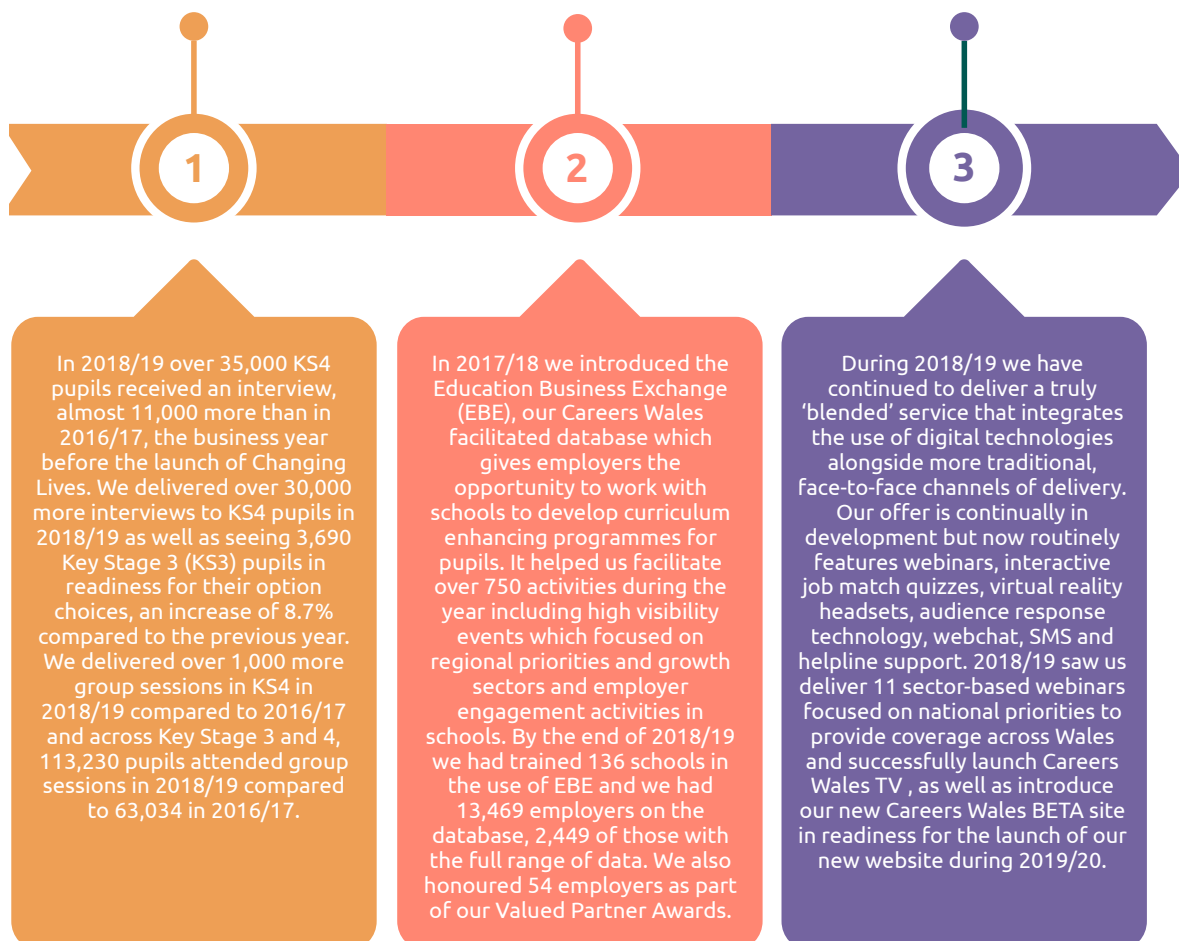 1
2
3
In 2018/19 over 35,000 KS4
pupils received an interview,
almost 11,000 more than in
2016/17, the business year
before the launch of Changing
Lives. We delivered over 30,000
more interviews to KS4 pupils in
2018/19 as well as seeing 3,690
Key Stage 3 (KS3) pupils in
readiness for their option
choices, an increase of 8.7%
compared to the previous year.
We delivered over 1,000 more
group sessions in KS4 in
2018/19 compared to 2016/17
and across Key Stage 3 and 4,
113,230 pupils attended group
sessions in 2018/19 compared
to 63,034 in 2016/17.
In 2017/18 we introduced the
Education Business Exchange
(EBE), our Careers Wales
facilitated database which
gives employers the
opportunity to work with
schools to develop curriculum
enhancing programmes for
pupils. It helped us facilitate
over 750 activities during the
year including high visibility
events which focused on
regional priorities and growth
sectors and employer
engagement activities in
schools. By the end of 2018/19
we had trained 136 schools in
the use of EBE and we had
13,469 employers on the
database, 2,449 of those with
the full range of data. We also
honoured 54 employers as part
of our Valued Partner Awards.
During 2018/19 we have
continued to deliver a truly
‘blended’ service that integrates
the use of digital technologies
alongside more traditional,
face-to-face channels of delivery.
Our offer is continually in
development but now routinely
features webinars, interactive
job match quizzes, virtual reality
headsets, audience response
technology, webchat, SMS and
helpline support. 2018/19 saw us
deliver 11 sector-based webinars
focused on national priorities to
provide coverage across Wales
and successfully launch Careers
Wales TV , as well as introduce
our new Careers Wales BETA site
in readiness for the launch of our
new website during 2019/20.